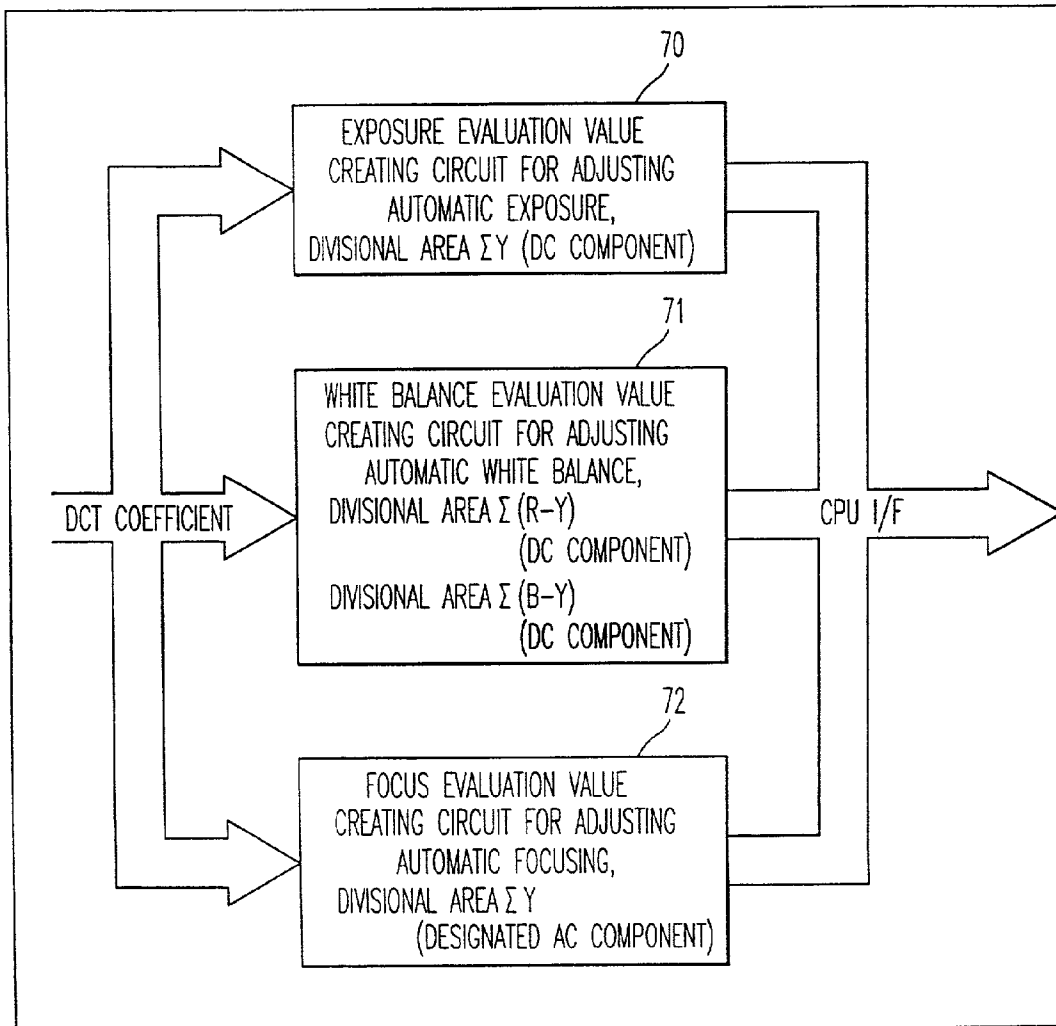 70
EXPOSURE EVALUATION VALUE
CREATING CIRCUIT FOR ADJUSTING
AUTOMATIC EXPOSURE,
DIVISIONAL AREA ΣY (DC COMPONENT)
71
WHITE BALANCE EVALUATION VALUE
CREATING CIRCUIT FOR ADJUSTING
AUTOMATIC WHITE BALANCE,
DIVISIONAL AREA Σ (R-Y)
(DC COMPONENT)
DIVISIONAL AREA Σ (B-Y)
(DC COMPONENT)
DCT COEFFICIENT
CPU I/F
72
FOCUS EVALUATION VALUE
CREATING CIRCUIT FOR ADJUSTING
AUTOMATIC FOCUSING,
DIVISIONAL AREA Σ Y
(DESIGNATED AC COMPONENT)